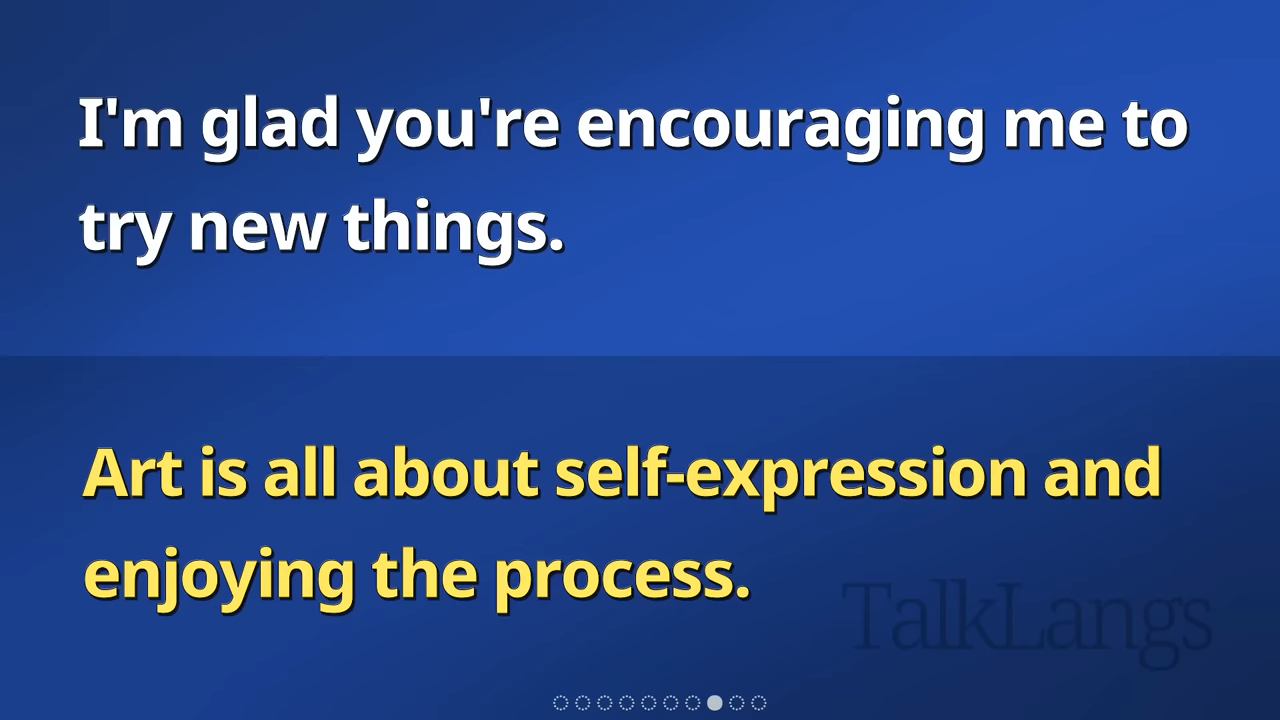 I'm glad you're encouraging me to
try new things.
Art is all about self-expression and
enjoying the process.
TalkLangs